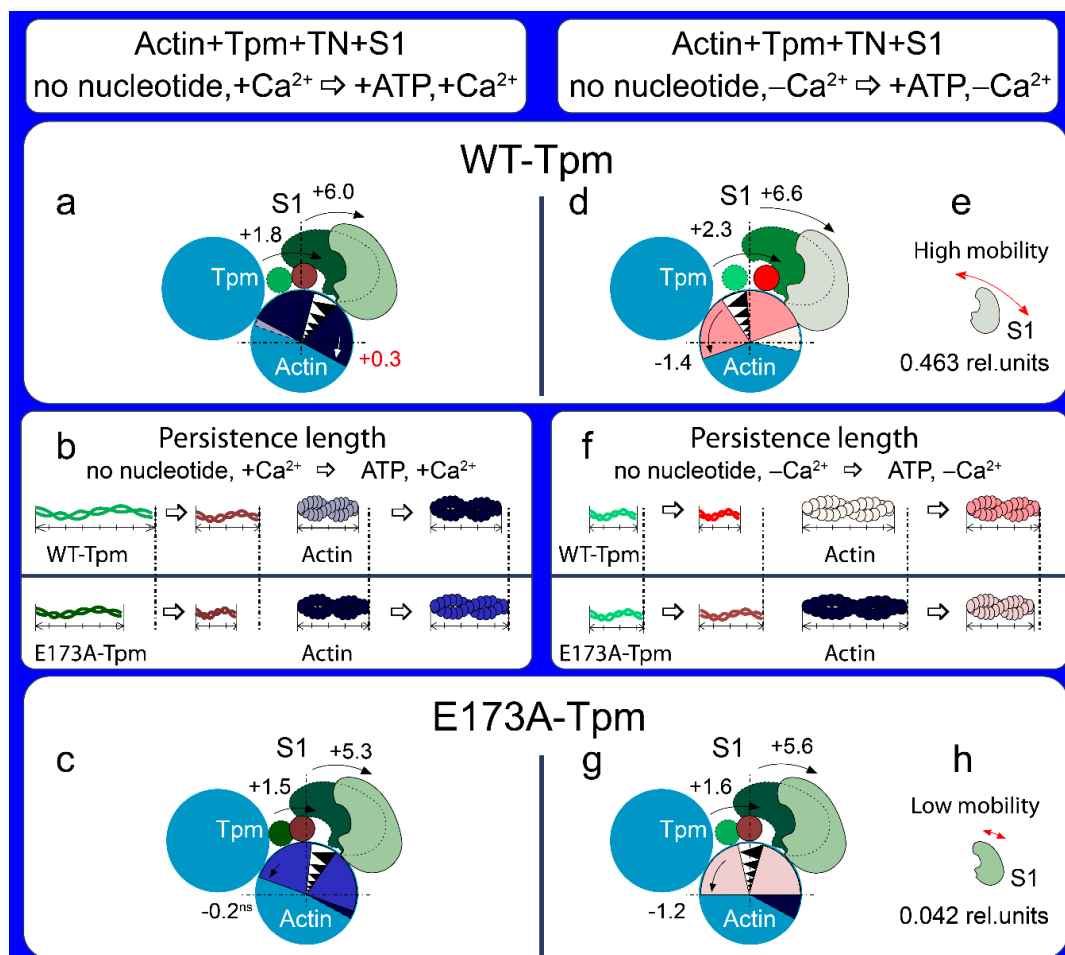 Actin+Tpm+TN+S1
no nucleotide,+Ca²⁺ ⇨ +ATP,+Ca²⁺
Actin+Tpm+TN+S1
no nucleotide,–Ca²⁺ ⇨ +ATP,–Ca²⁺
WT-Tpm
a
S1
+6.0
+1.8
Tpm
Actin
+0.3
d
S1
+6.6
+2.3
Tpm
-1.4
Actin
e
High mobility
S1
0.463 rel.units
b
Persistence length
no nucleotide, +Ca²⁺ ⇨ ATP, +Ca²⁺
WT-Tpm
Actin
E173A-Tpm
Actin
f
Persistence length
no nucleotide, –Ca²⁺ ⇨ ATP, –Ca²⁺
WT-Tpm
Actin
E173A-Tpm
Actin
E173A-Tpm
c
S1
+5.3
+1.5
Tpm
-0.2ⁿˢ
Actin
g
S1
+5.6
+1.6
Tpm
-1.2
Actin
h
Low mobility
S1
0.042 rel.units